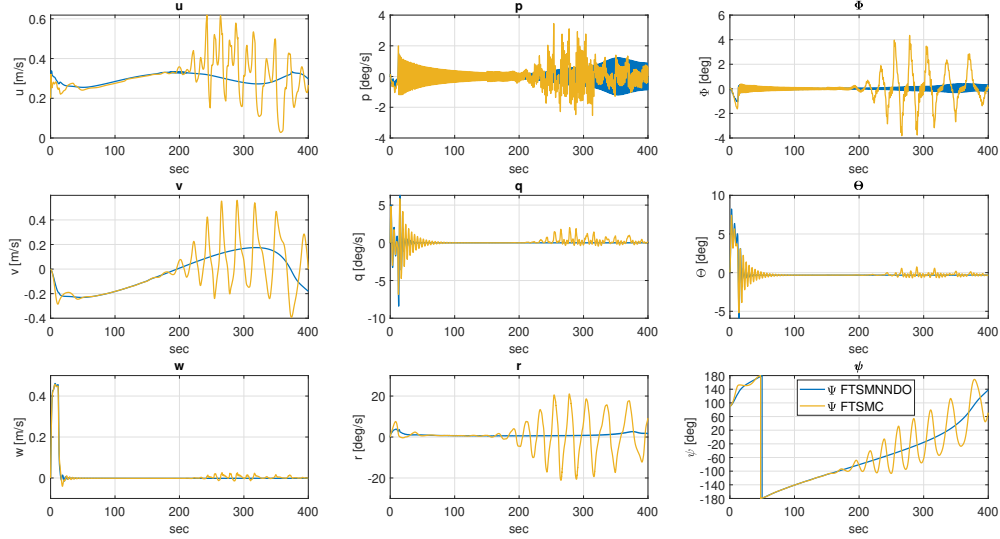 u
p
Φ
0.6
0.4
0.2
0
u [m/s]
0 100 200 300 400
sec
4
2
0
-2
-4
p [deg/s]
0 100 200 300 400
sec
6
4
2
0
-2
-4
Φ [deg]
0 100 200 300 400
sec
v
q
Θ
0.4
0.2
0
-0.2
-0.4
v [m/s]
0 100 200 300 400
sec
5
0
-5
-10
q [deg/s]
0 100 200 300 400
sec
10
5
0
-5
Θ [deg]
0 100 200 300 400
sec
w
r
ψ
0.4
0.2
0
w [m/s]
0 100 200 300 400
sec
20
0
-20
r [deg/s]
0 100 200 300 400
sec
180
140
100
60
20
-20
-60
-100
-140
-180
ψ [deg]
Ψ FTSMNNDO
Ψ FTSMC
0 100 200 300 400
sec